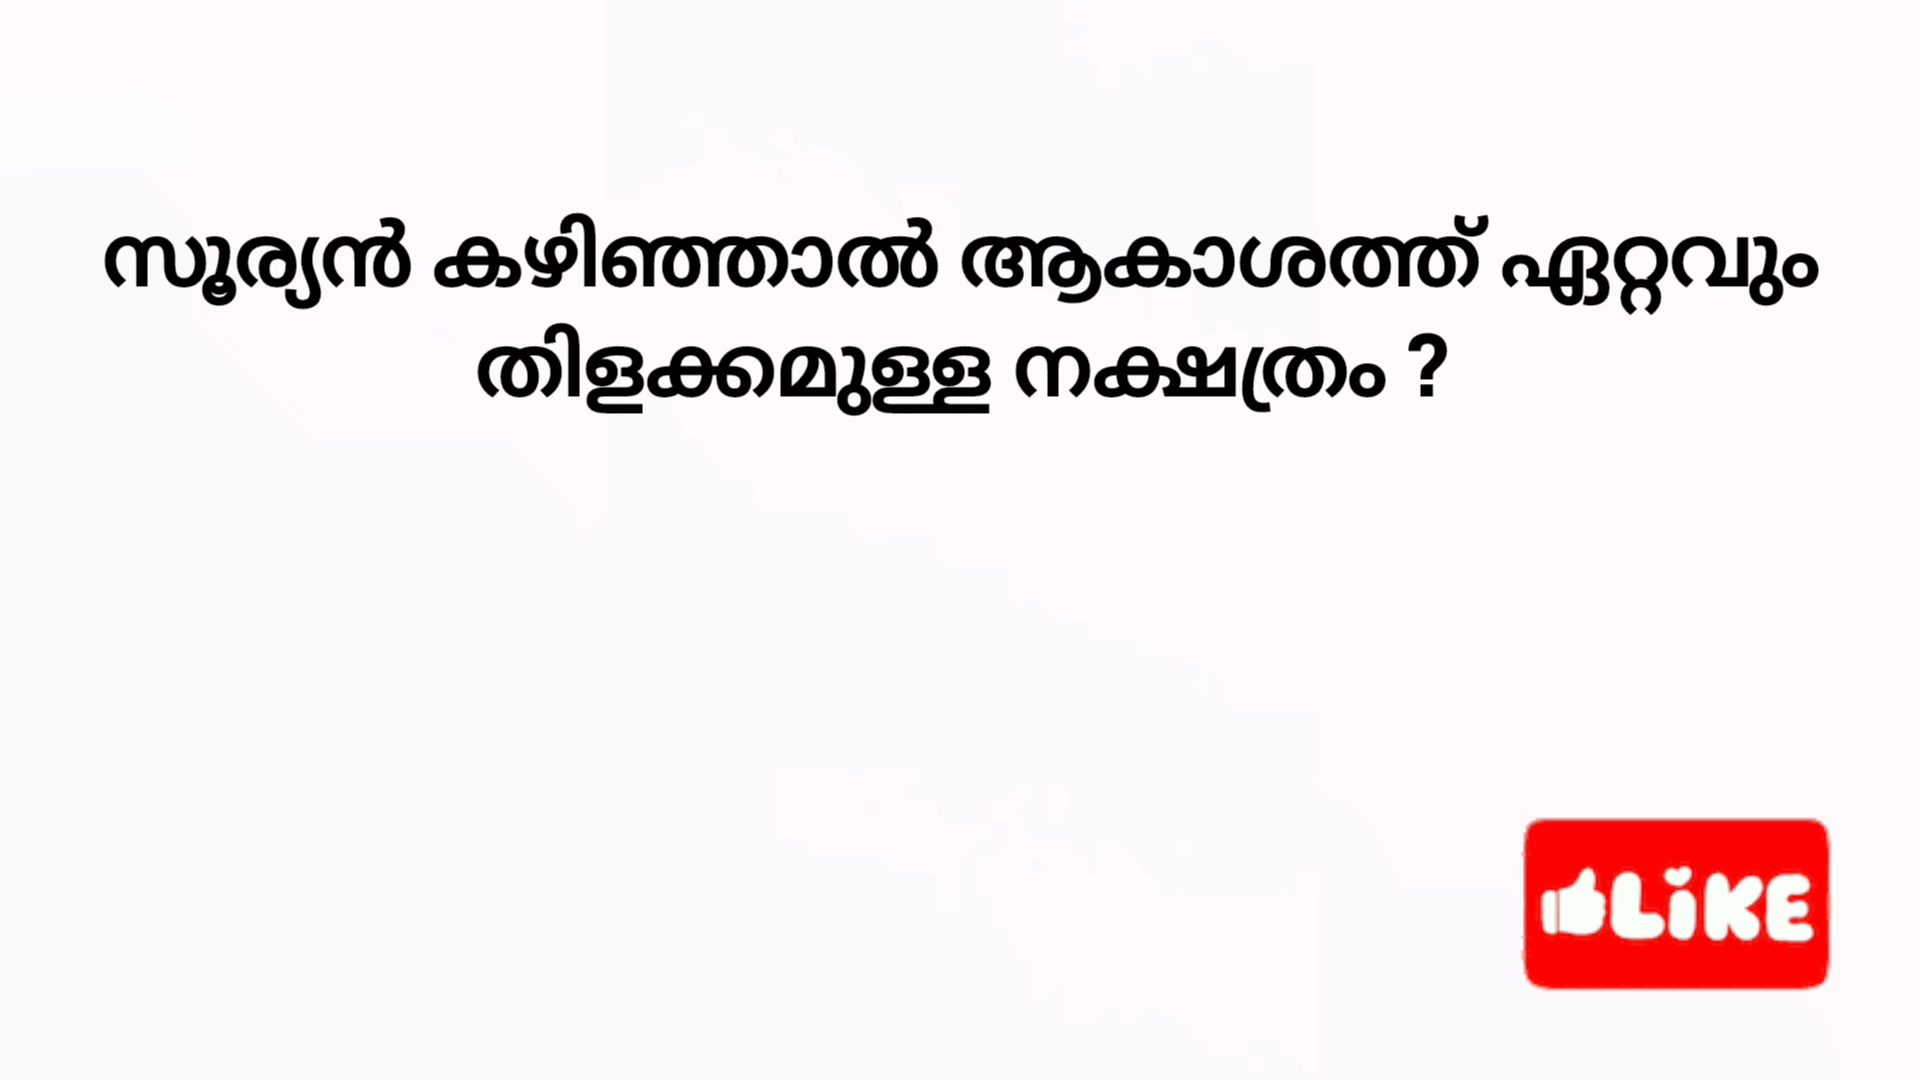 സൂര്യൻ കഴിഞ്ഞാൽ ആകാശത്ത് ഏറ്റവും
തിളക്കമുള്ള നക്ഷത്രം ?
LiKE